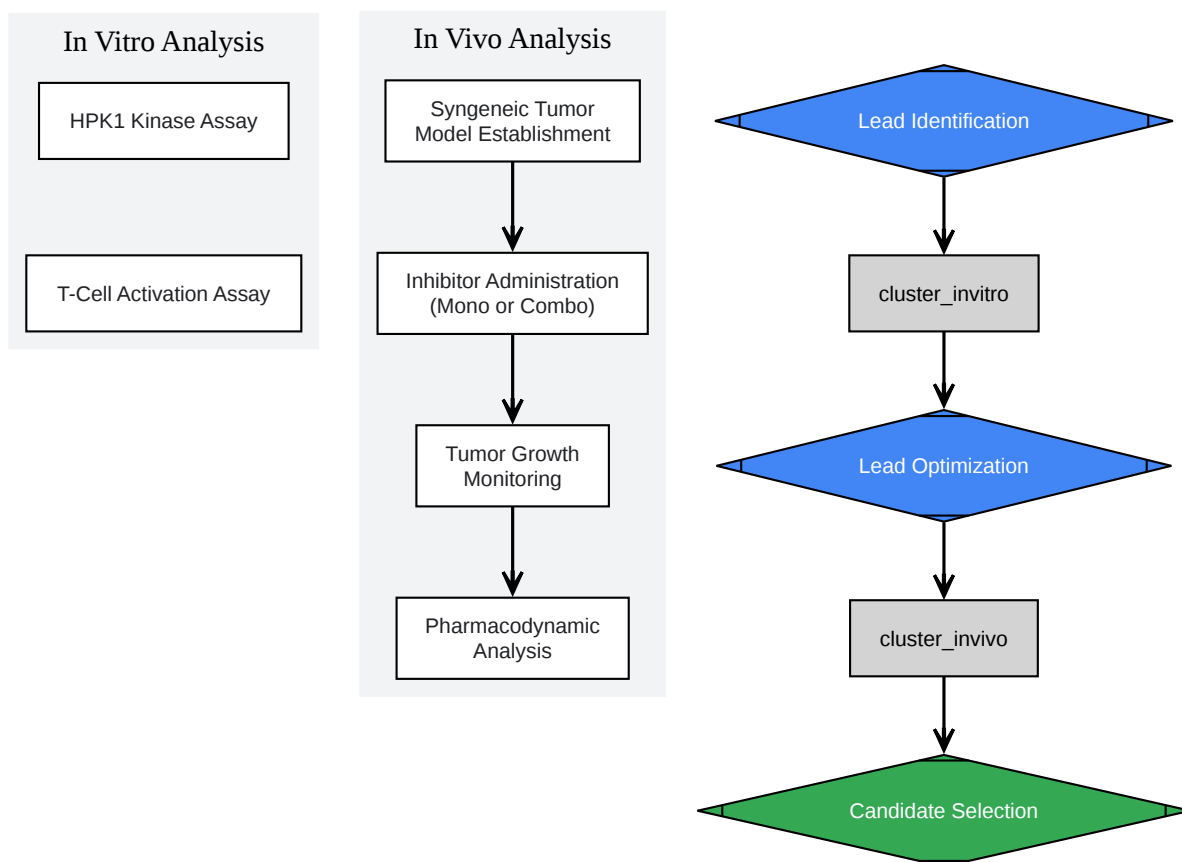 In Vitro Analysis
HPK1 Kinase Assay
T-Cell Activation Assay
In Vivo Analysis
Syngeneic Tumor
Model Establishment
Inhibitor Administration
(Mono or Combo)
Tumor Growth
Monitoring
Pharmacodynamic
Analysis
Lead Identification
cluster_invitro
Lead Optimization
cluster_invivo
Candidate Selection